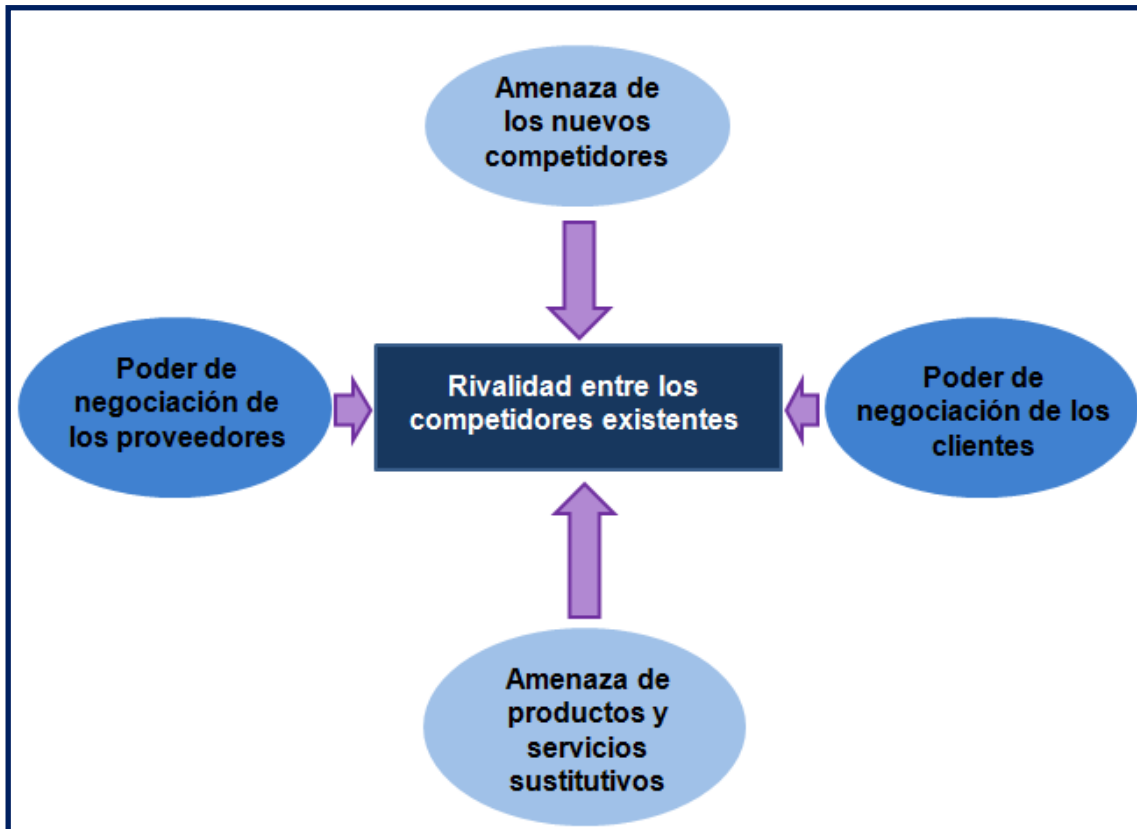 Amenaza de
los nuevos
competidores
Poder de
negociación de
los proveedores
Rivalidad entre los
competidores existentes
Poder de
negociación de los
clientes
Amenaza de
productos y
servicios
sustitutivos